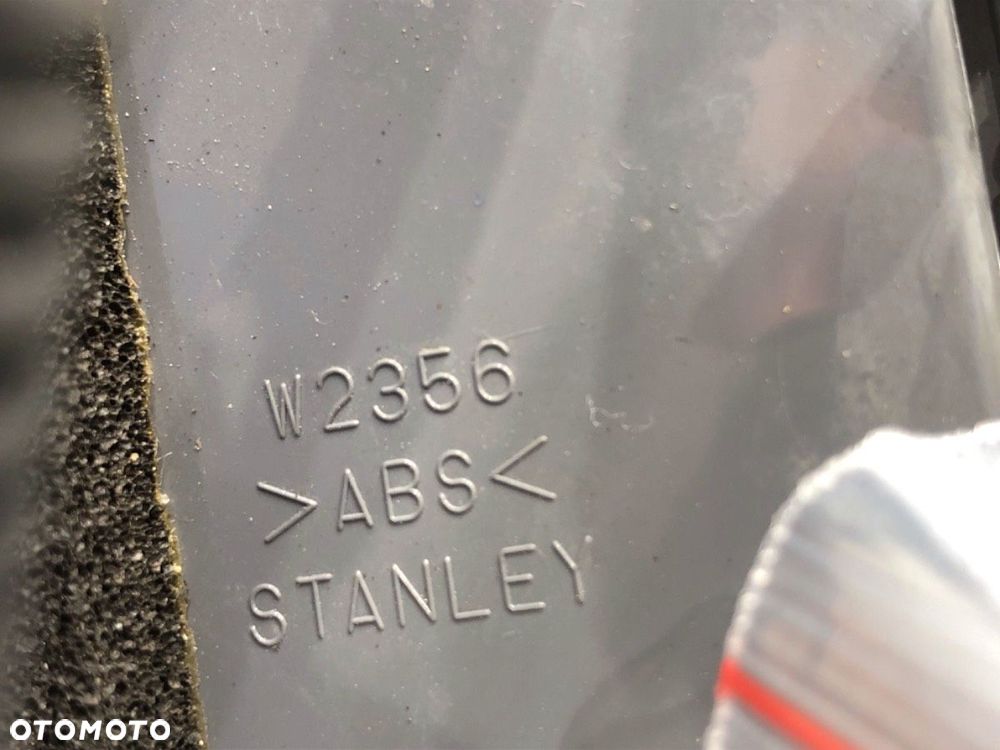 W2356
>ABS<
STANLEY
OTOMOTO